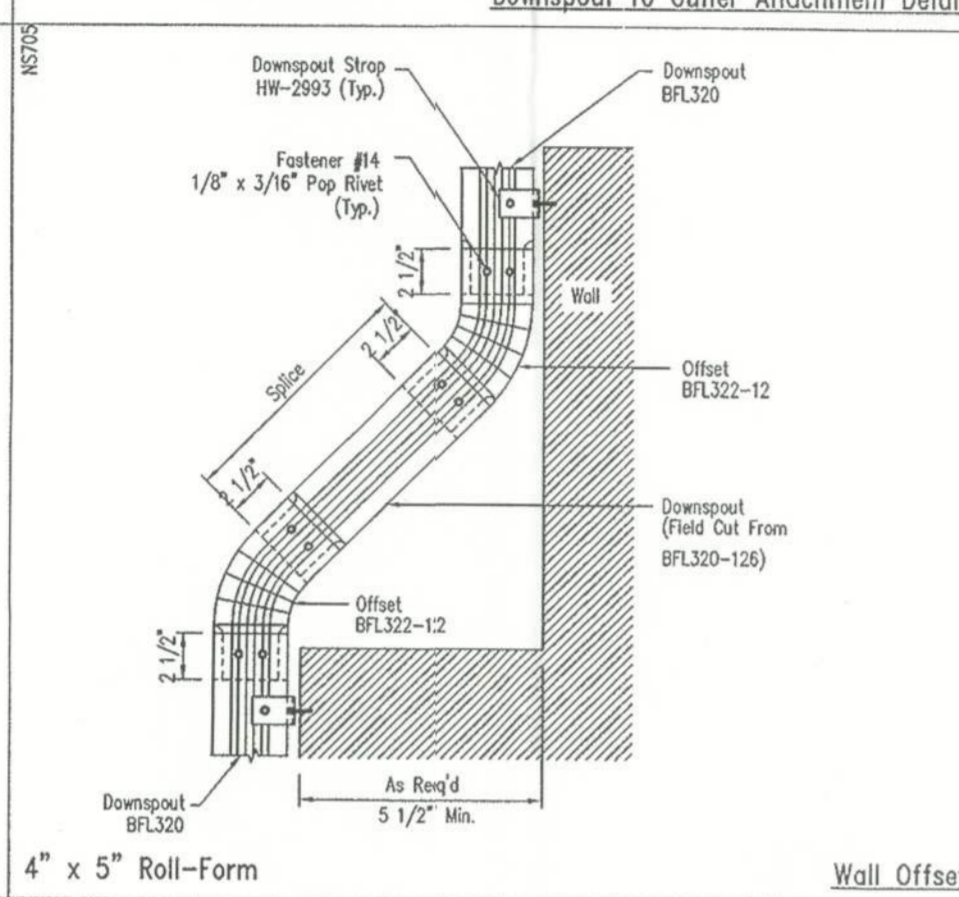 Downspout To Gutter Attachment Detail
NS705
Downspout Strap
HW-2993 (Typ.)
Downspout
BFL320
Fastener #14
1/8" x 3/16" Pop Rivet
(Typ.)
2 1/2"
Wall
2 1/2"
Splice
Offset
BFL322-12
2 1/2"
Downspout
(Field Cut From
BFL320-126)
Offset
BFL322-12
2 1/2"
As Req'd
5 1/2" Min.
Downspout
BFL320
4" x 5" Roll-Form
Wall Offset